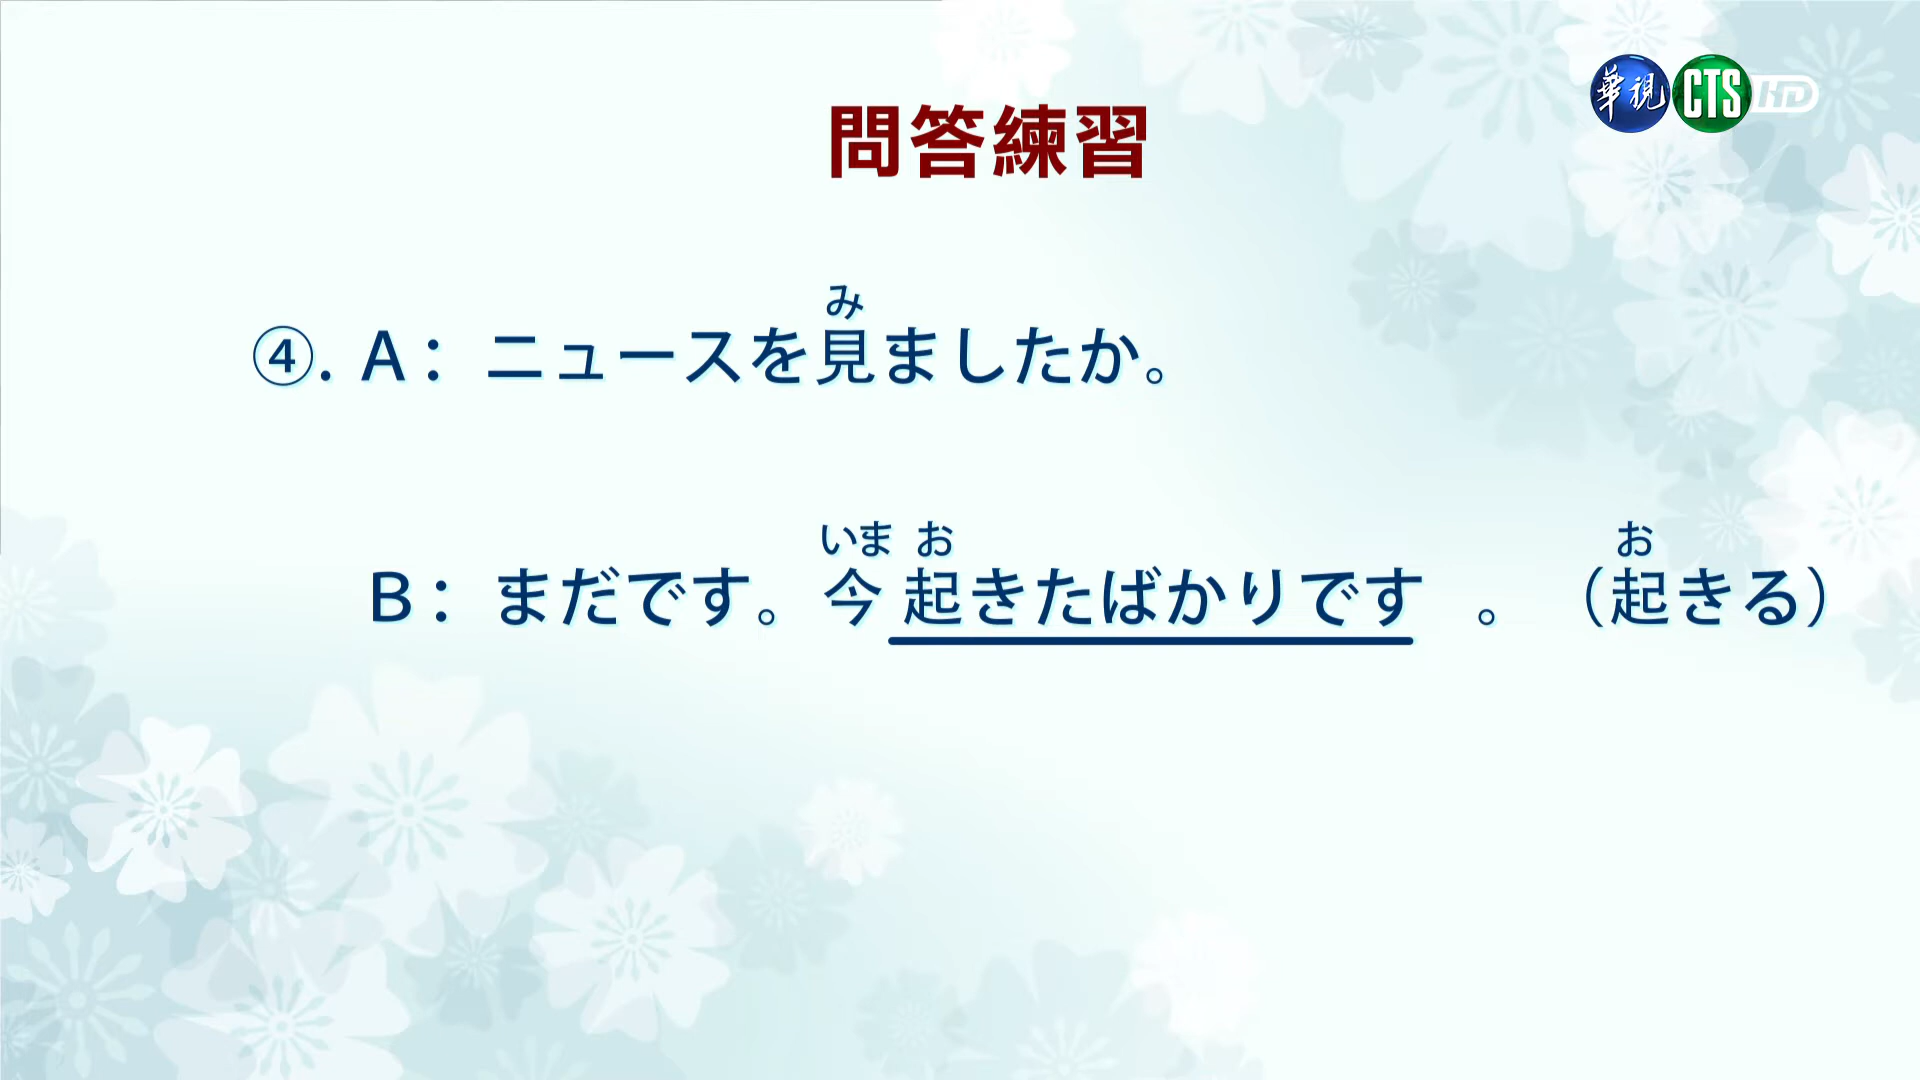 華視 CTS HD
問答練習
み
④. A：ニュースを見ましたか。
いま お お
B：まだです。今 起きたばかりです 。（起きる）